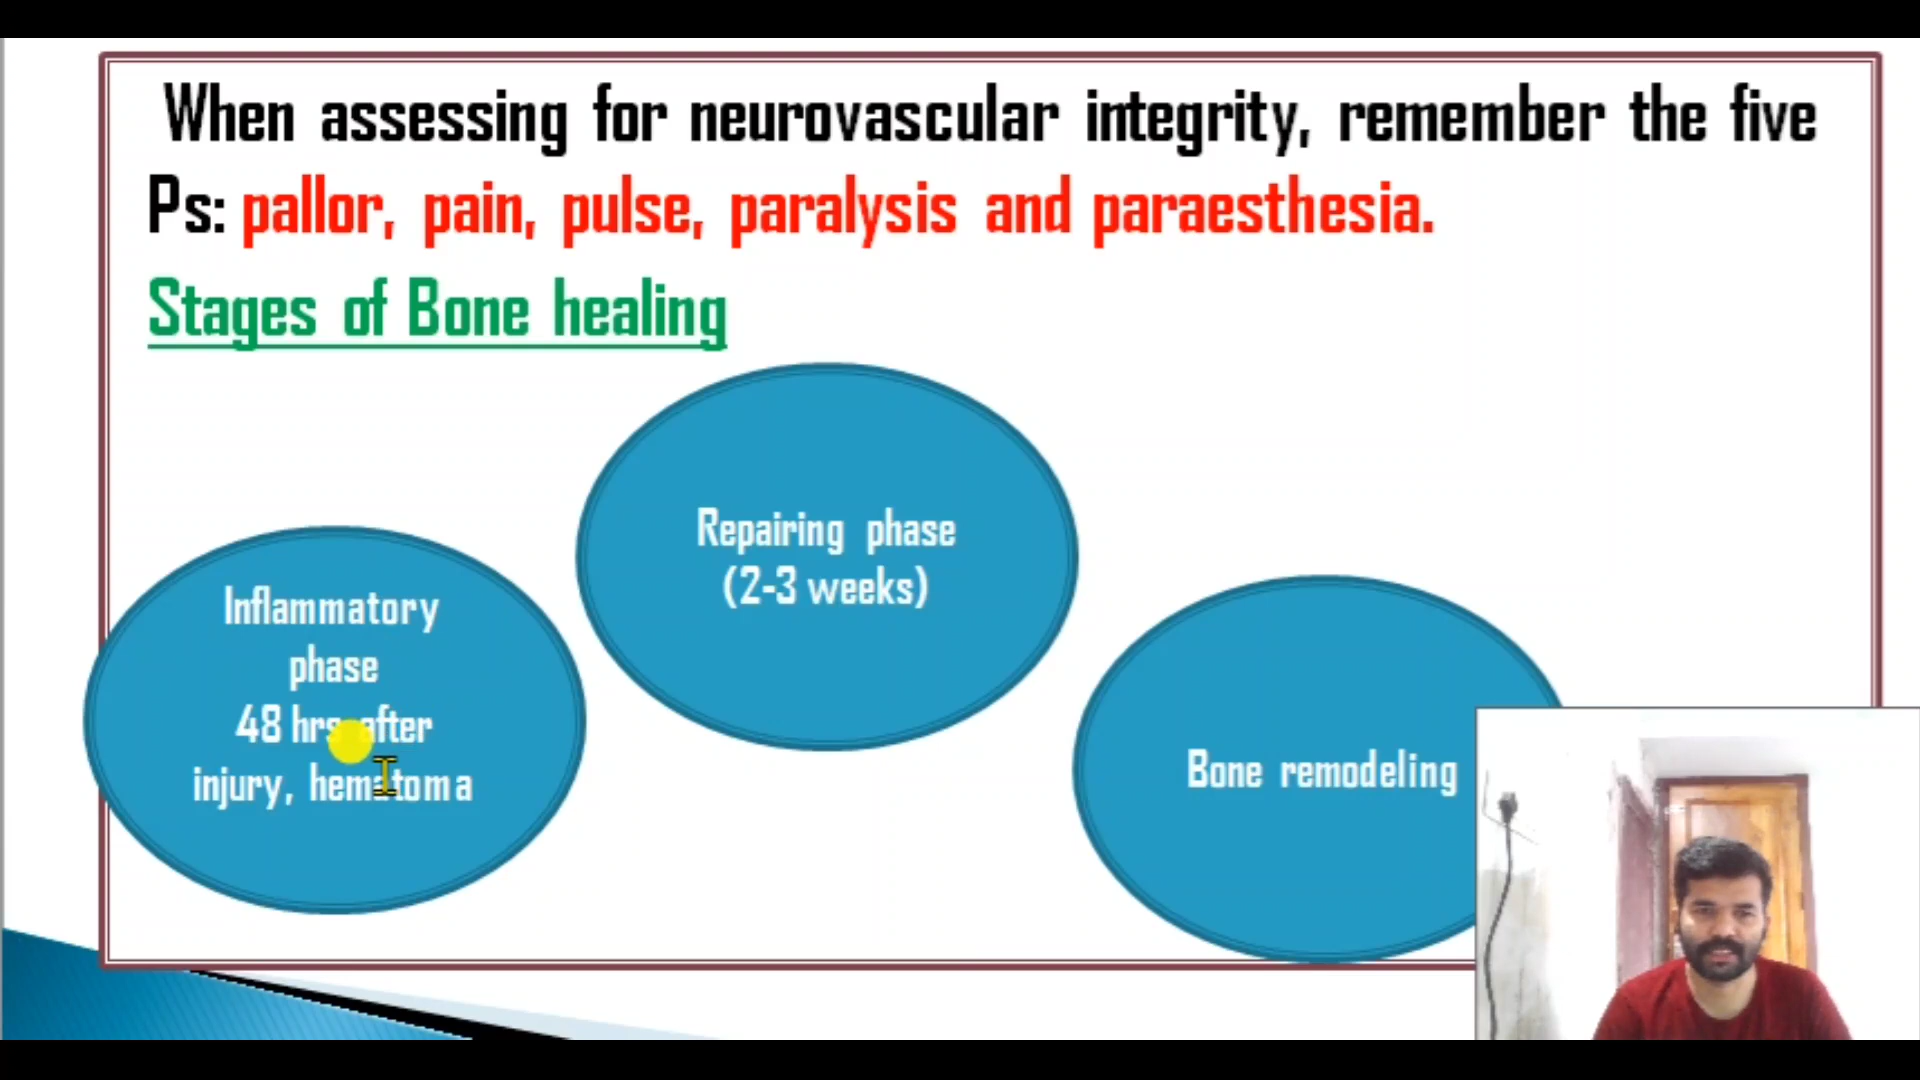 When assessing for neurovascular integrity, remember the five
Ps: pallor, pain, pulse, paralysis and paraesthesia.
Stages of Bone healing
Repairing phase
(2-3 weeks)
Inflammatory
phase
48 hrs after
injury, hematoma
Bone remodeling